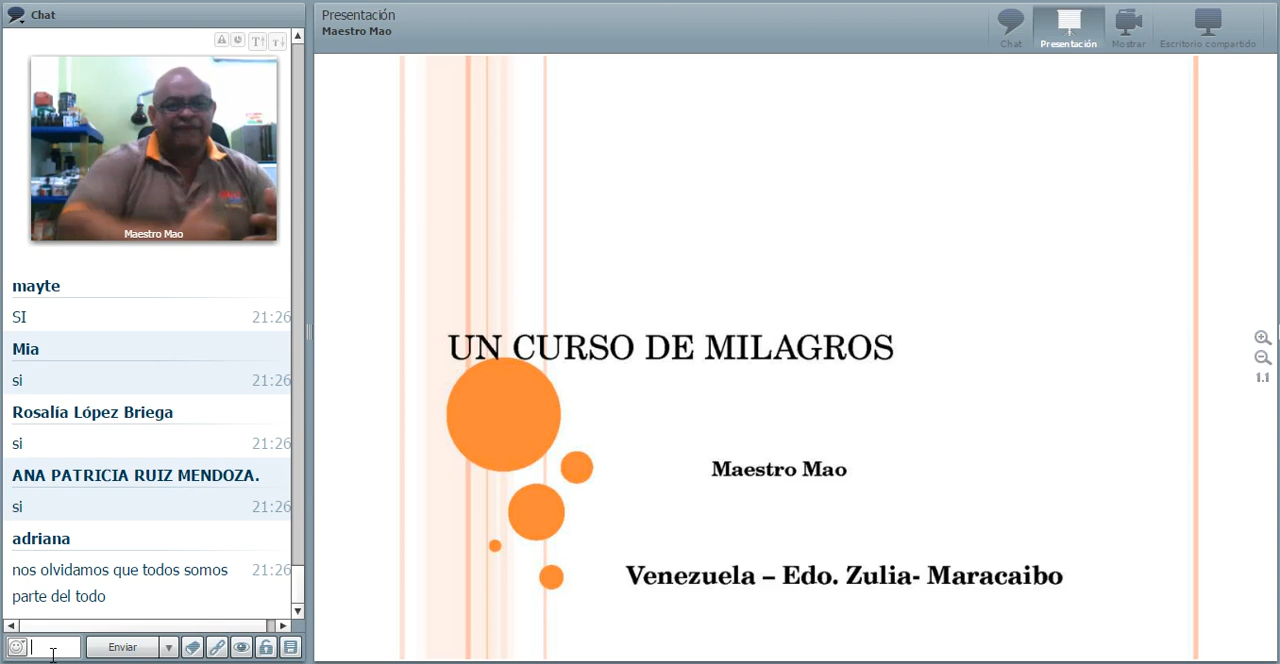 Chat
Maestro Mao
mayte
SI 21:26
Mia
si 21:26
Rosalía López Briega
si 21:26
ANA PATRICIA RUIZ MENDOZA.
si 21:26
adriana
nos olvidamos que todos somos 21:26
parte del todo
Enviar
Presentación
Maestro Mao
Chat Presentación Mostrar Escritorio compartido
UN CURSO DE MILAGROS
Maestro Mao
Venezuela – Edo. Zulia- Maracaibo
1.1